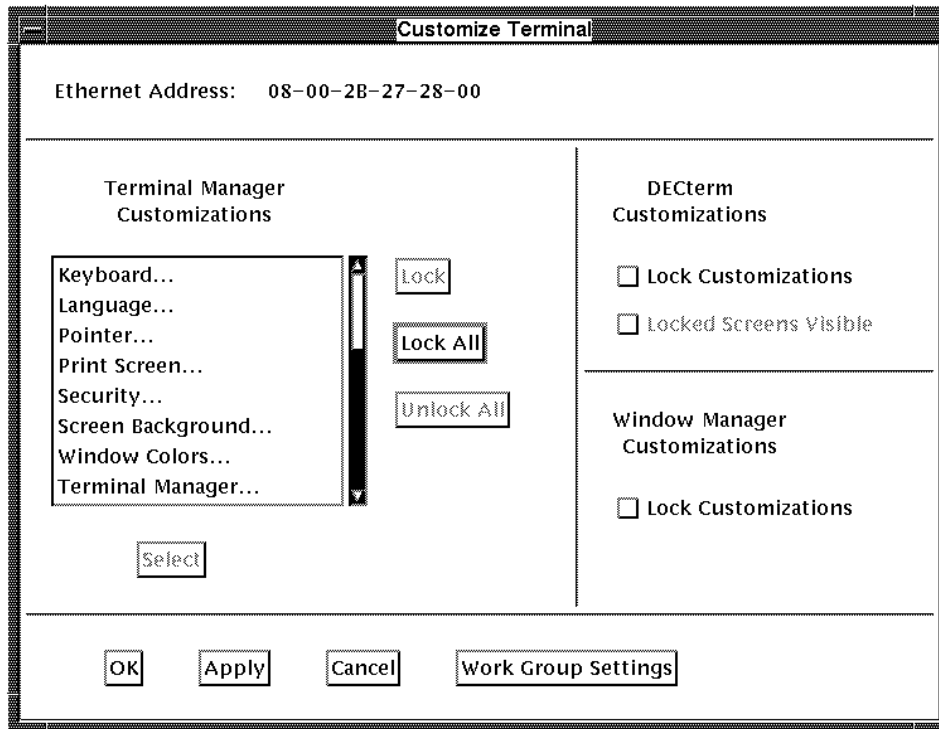 Customize Terminal
Ethernet Address: 08-00-2B-27-28-00
Terminal Manager
Customizations
Keyboard...
Language...
Pointer...
Print Screen...
Security...
Screen Background...
Window Colors...
Terminal Manager...
Lock
Lock All
Unlock All
Select
DECterm
Customizations
Lock Customizations
Locked Screens Visible
Window Manager
Customizations
Lock Customizations
OK
Apply
Cancel
Work Group Settings